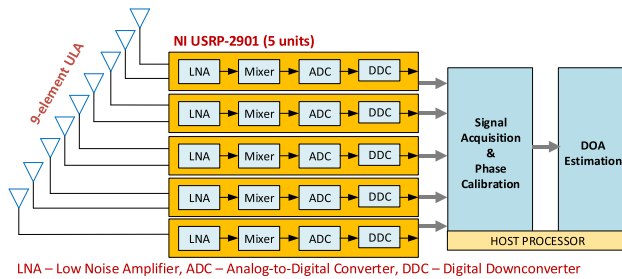 NI USRP-2901 (5 units)
9-element ULA
LNA Mixer ADC DDC
LNA Mixer ADC DDC
LNA Mixer ADC DDC
LNA Mixer ADC DDC
LNA Mixer ADC DDC
Signal
Acquisition
&
Phase
Calibration
DOA
Estimation
HOST PROCESSOR
LNA – Low Noise Amplifier, ADC – Analog-to-Digital Converter, DDC – Digital Downconverter